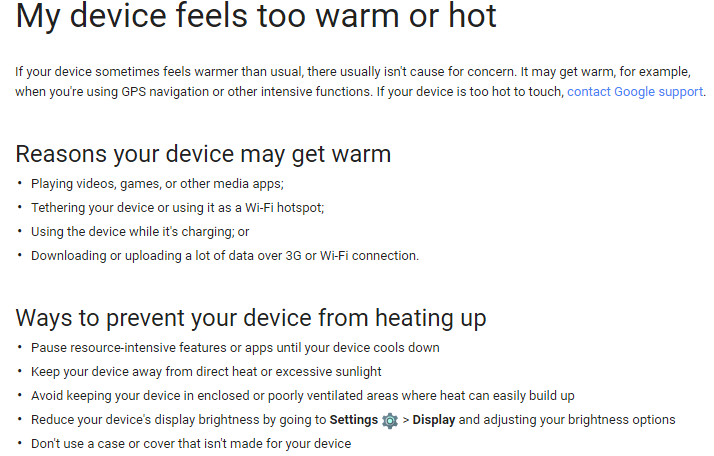 My device feels too warm or hot
If your device sometimes feels warmer than usual, there usually isn't cause for concern. It may get warm, for example,
when you're using GPS navigation or other intensive functions. If your device is too hot to touch, contact Google support.
Reasons your device may get warm
• Playing videos, games, or other media apps;
• Tethering your device or using it as a Wi-Fi hotspot;
• Using the device while it's charging; or
• Downloading or uploading a lot of data over 3G or Wi-Fi connection.
Ways to prevent your device from heating up
• Pause resource-intensive features or apps until your device cools down
• Keep your device away from direct heat or excessive sunlight
• Avoid keeping your device in enclosed or poorly ventilated areas where heat can easily build up
• Reduce your device's display brightness by going to Settings > Display and adjusting your brightness options
• Don't use a case or cover that isn't made for your device